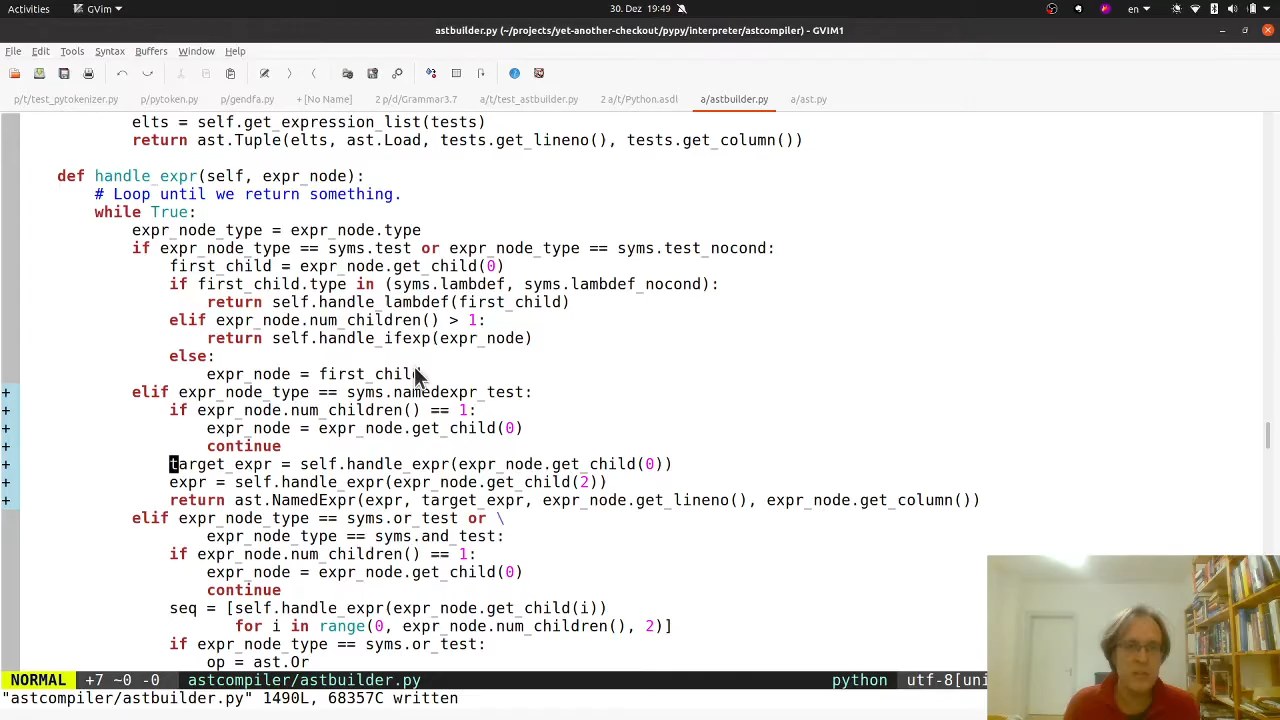 Activities GVim 30. Dez 19:49 en
astbuilder.py (~/projects/yet-another-checkout/pypy/interpreter/astcompiler) - GVIM1
File Edit Tools Syntax Buffers Window Help
p/t/test_pytokenizer.py p/pytoken.py p/gendfa.py + [No Name] 2 p/d/Grammar3.7 a/t/test_astbuilder.py 2 a/t/Python.asdl a/astbuilder.py a/ast.py
elts = self.get_expression_list(tests)
return ast.Tuple(elts, ast.Load, tests.get_lineno(), tests.get_column())
def handle_expr(self, expr_node):
# Loop until we return something.
while True:
expr_node_type = expr_node.type
if expr_node_type == syms.test or expr_node_type == syms.test_nocond:
first_child = expr_node.get_child(0)
if first_child.type in (syms.lambdef, syms.lambdef_nocond):
return self.handle_lambdef(first_child)
elif expr_node.num_children() > 1:
return self.handle_ifexp(expr_node)
else:
expr_node = first_child
+ elif expr_node_type == syms.namedexpr_test:
+ if expr_node.num_children() == 1:
+ expr_node = expr_node.get_child(0)
+ continue
+ target_expr = self.handle_expr(expr_node.get_child(0))
+ expr = self.handle_expr(expr_node.get_child(2))
+ return ast.NamedExpr(expr, target_expr, expr_node.get_lineno(), expr_node.get_column())
elif expr_node_type == syms.or_test or \
expr_node_type == syms.and_test:
if expr_node.num_children() == 1:
expr_node = expr_node.get_child(0)
continue
seq = [self.handle_expr(expr_node.get_child(i))
for i in range(0, expr_node.num_children(), 2)]
if expr_node_type == syms.or_test:
op = ast.Or
NORMAL +7 ~0 -0 astcompiler/astbuilder.py python utf-8[uni
"astcompiler/astbuilder.py" 1490L, 68357C written